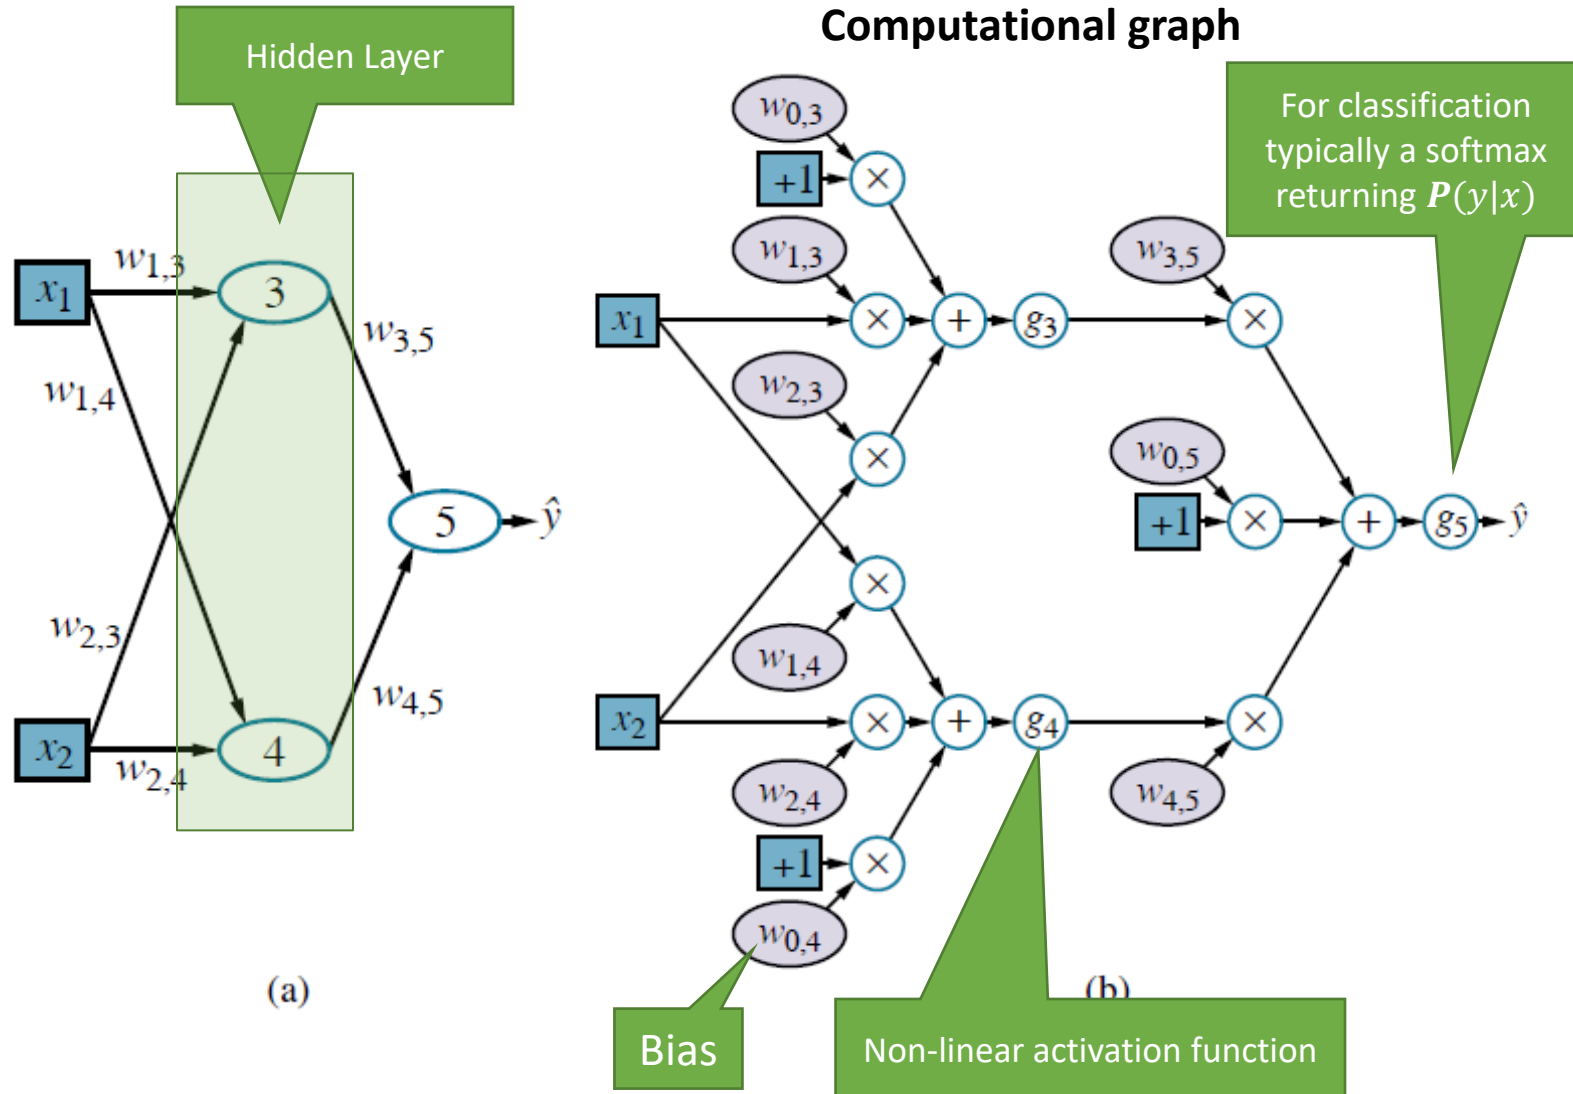 Computational graph
Hidden Layer
x1
x2
w1,3
w1,4
w2,3
w2,4
3
4
w3,5
w4,5
5
ŷ
(a)
w0,3
+1
×
w1,3
x1
×
+
g3
w2,3
×
×
w1,4
x2
×
+
g4
w2,4
+1
×
w0,4
w3,5
×
w0,5
+1
×
+
g5
ŷ
×
w4,5
For classification
typically a softmax
returning P(y|x)
Bias
Non-linear activation function
(b)